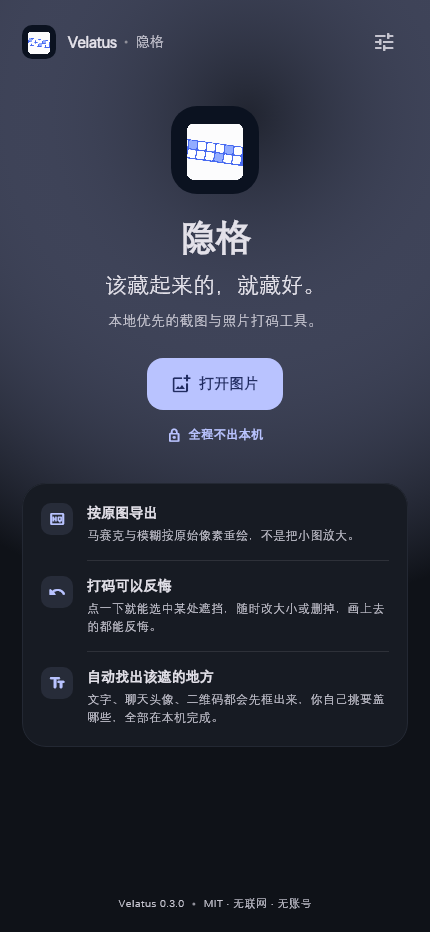 Velatus • 隐格
隐格
该藏起来的，就藏好。
本地优先的截图与照片打码工具。
打开图片
全程不出本机
HQ
按原图导出
马赛克与模糊按原始像素重绘，不是把小图放大。
打码可以反悔
点一下就能选中某处遮挡，随时改大小或删掉，画上去
的都能反悔。
自动找出该遮的地方
文字、聊天头像、二维码都会先框出来，你自己挑要盖
哪些，全部在本机完成。
Velatus 0.3.0 • MIT · 无联网 · 无账号